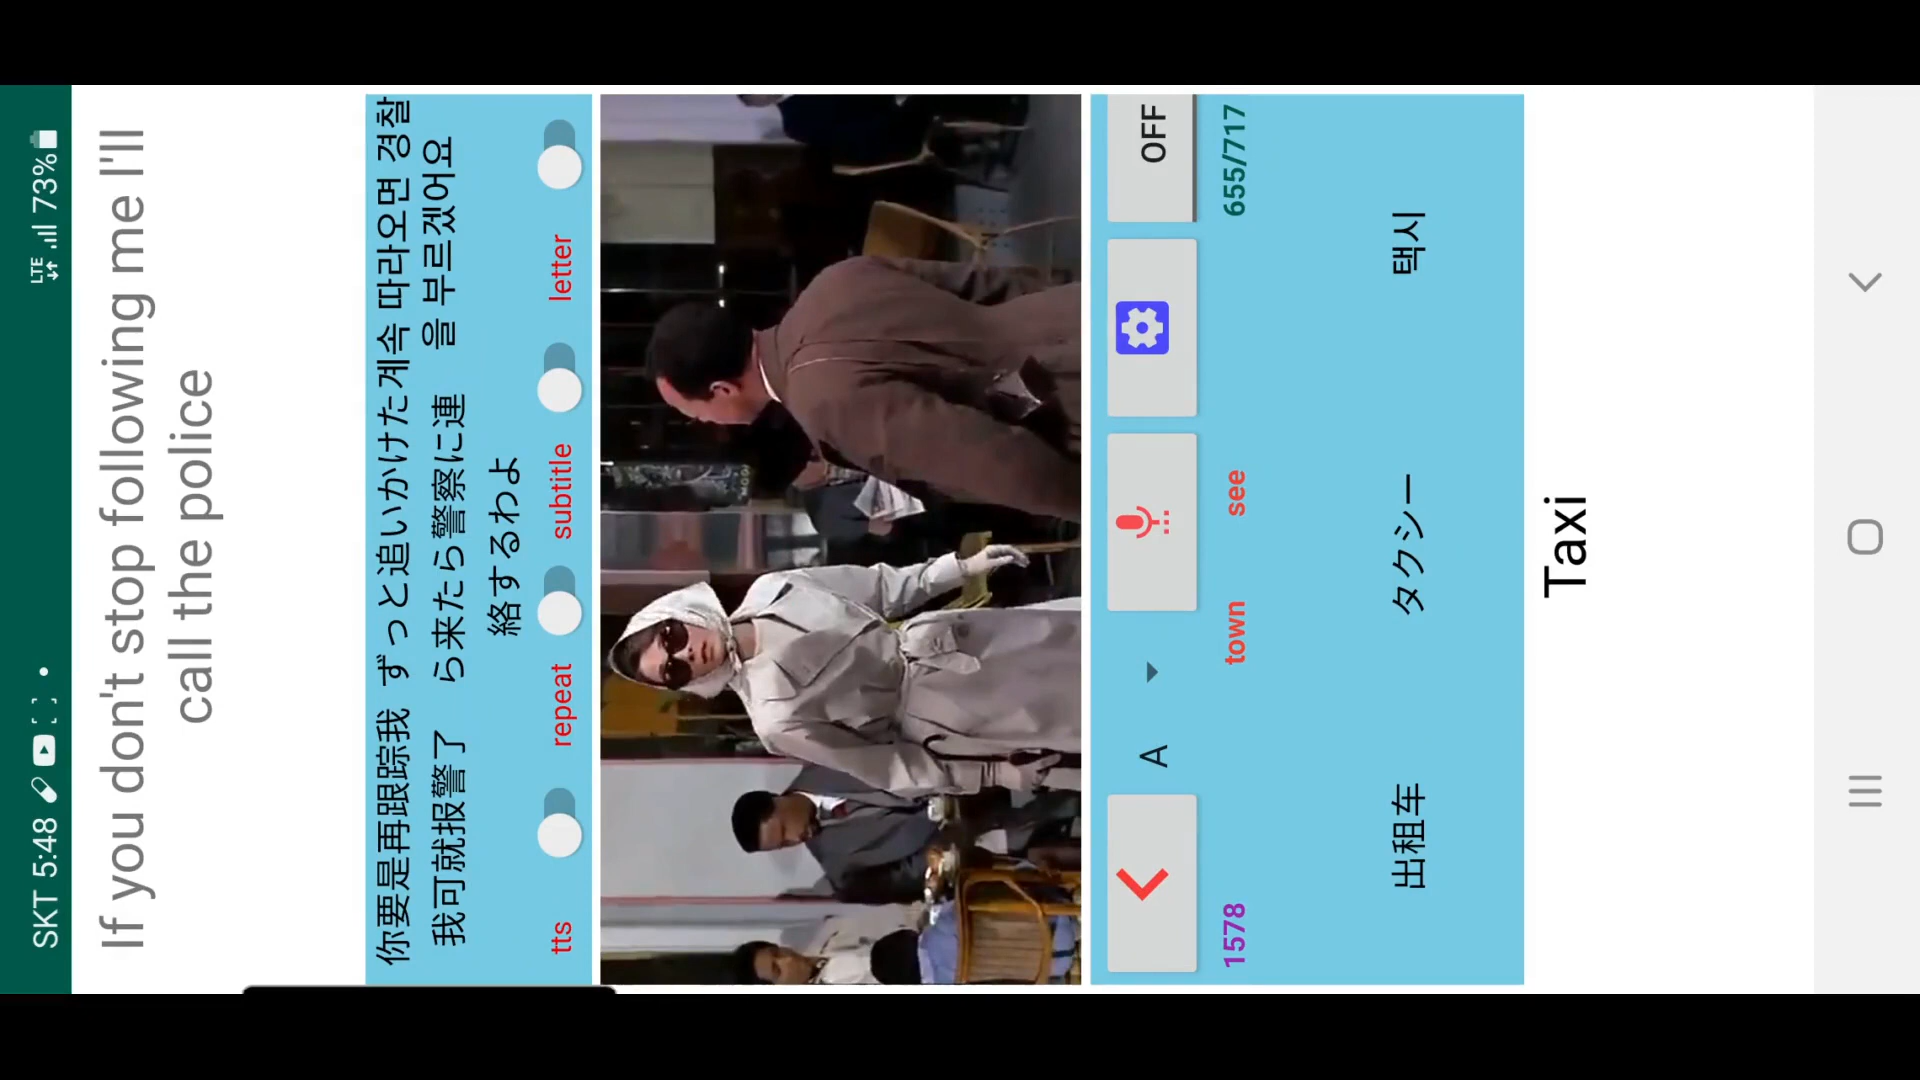 SKT 5:48
LTE
73%
If you don't stop following me I'll
call the police
你要是再跟踪我
我可就报警了
ずっと追いかけた
ら来たら警察に連
絡するわよ
계속 따라오면 경찰
을 부르겠어요
tts
repeat
subtitle
letter
A
OFF
1578
town
see
655/717
出租车
タクシー
택시
Taxi